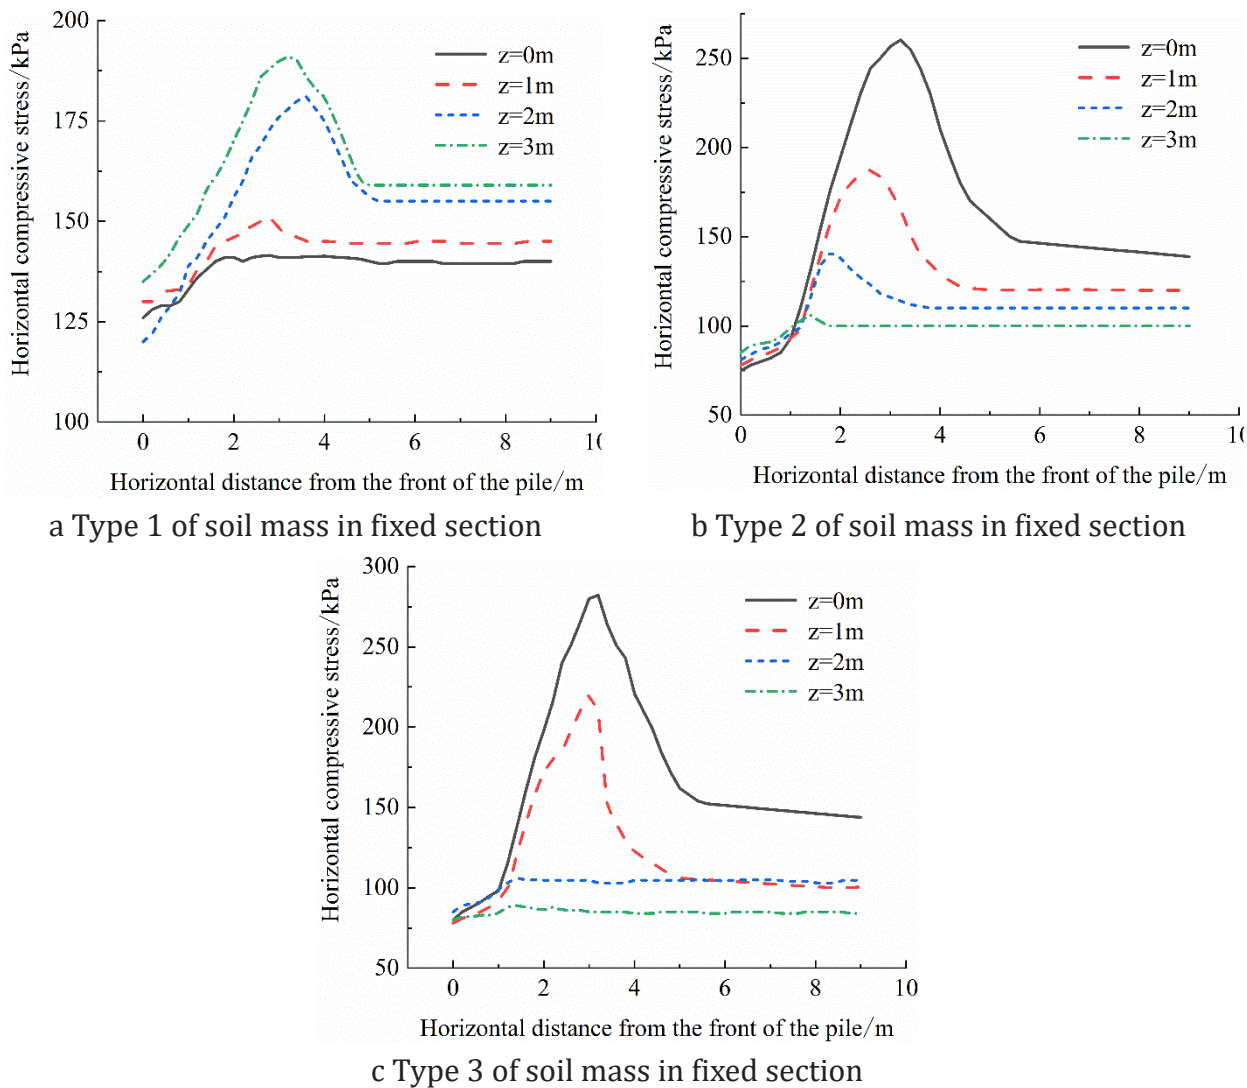 Horizontal compressive stress/kPa
200
175
150
125
100
z=0m
z=1m
z=2m
z=3m
0 2 4 6 8 10
Horizontal distance from the front of the pile/m
a Type 1 of soil mass in fixed section
Horizontal compressive stress/kPa
250
200
150
100
50
z=0m
z=1m
z=2m
z=3m
0 2 4 6 8 10
Horizontal distance from the front of the pile/m
b Type 2 of soil mass in fixed section
Horizontal compressive stress/kPa
300
250
200
150
100
50
z=0m
z=1m
z=2m
z=3m
0 2 4 6 8 10
Horizontal distance from the front of the pile/m
c Type 3 of soil mass in fixed section